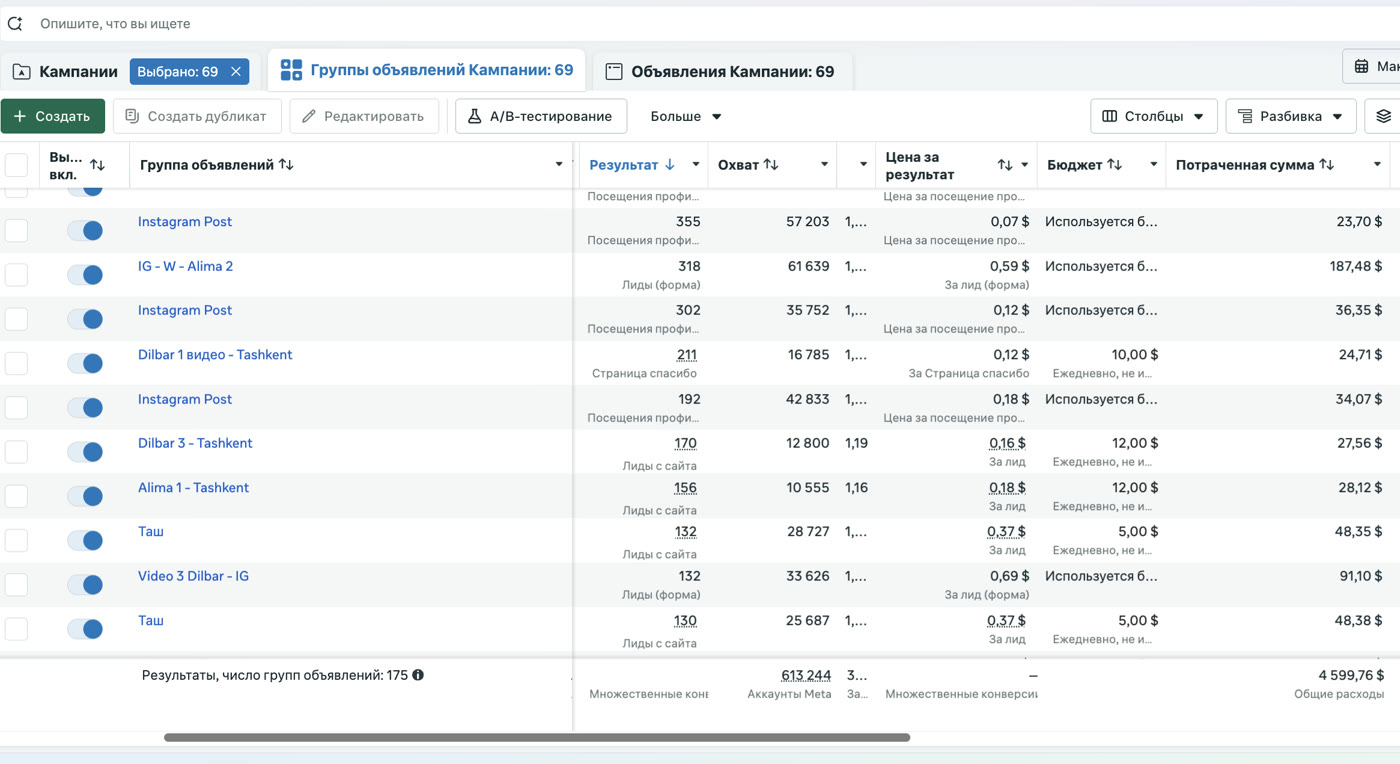 Опишите, что вы ищете
Кампании Выбрано: 69 Группы объявлений Кампании: 69 Объявления Кампании: 69
+ Создать Создать дубликат Редактировать A/B-тестирование Больше Столбцы Разбивка
Вы... вкл. Группа объявлений Результат Охват Цена за результат Бюджет Потраченная сумма
Посещения профи... Цена за посещение про...
Instagram Post 355 57 203 1,... 0,07 $ Используется б... 23,70 $
Посещения профи... Цена за посещение про...
IG - W - Alima 2 318 61 639 1,... 0,59 $ Используется б... 187,48 $
Лиды (форма) За лид (форма)
Instagram Post 302 35 752 1,... 0,12 $ Используется б... 36,35 $
Посещения профи... Цена за посещение про...
Dilbar 1 видео - Tashkent 211 16 785 1,... 0,12 $ 10,00 $ 24,71 $
Страница спасибо За Страница спасибо Ежедневно, не и...
Instagram Post 192 42 833 1,... 0,18 $ Используется б... 34,07 $
Посещения профи... Цена за посещение про...
Dilbar 3 - Tashkent 170 12 800 1,19 0,16 $ 12,00 $ 27,56 $
Лиды с сайта За лид Ежедневно, не и...
Alima 1 - Tashkent 156 10 555 1,16 0,18 $ 12,00 $ 28,12 $
Лиды с сайта За лид Ежедневно, не и...
Таш 132 28 727 1,... 0,37 $ 5,00 $ 48,35 $
Лиды с сайта За лид Ежедневно, не и...
Video 3 Dilbar - IG 132 33 626 1,... 0,69 $ Используется б... 91,10 $
Лиды (форма) За лид (форма)
Таш 130 25 687 1,... 0,37 $ 5,00 $ 48,38 $
Лиды с сайта За лид Ежедневно, не и...
Результаты, число групп объявлений: 175 613 244 3... – 4 599,76 $
Множественные Аккаунты Meta За... Множественные Общие расходы